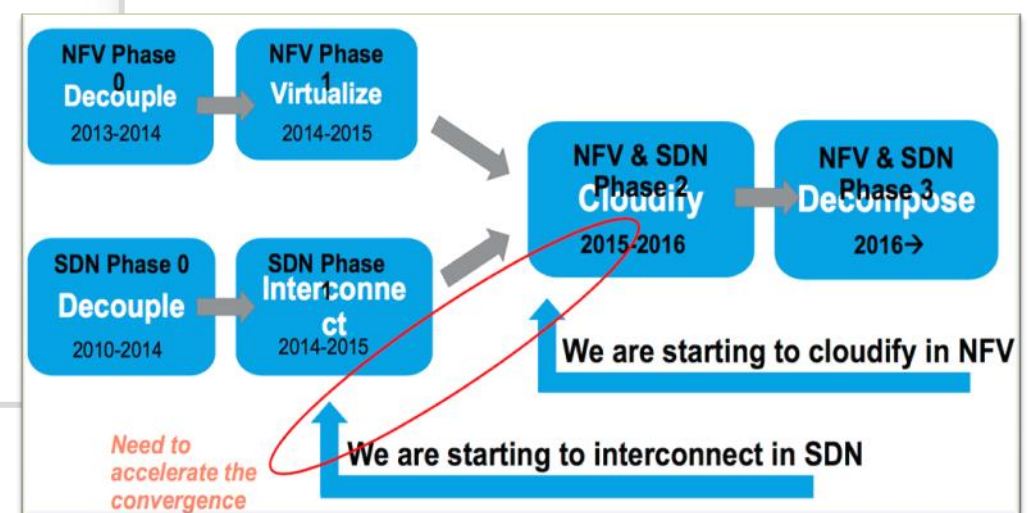 NFV Phase
0
Decouple
2013-2014
NFV Phase
1
Virtualize
2014-2015
SDN Phase 0
Decouple
2010-2014
SDN Phase
1
Interconne
ct
2014-2015
NFV & SDN
Phase 2
Cloudify
2015-2016
NFV & SDN
Phase 3
Decompose
2016→
We are starting to cloudify in NFV
We are starting to interconnect in SDN
Need to
accelerate the
convergence